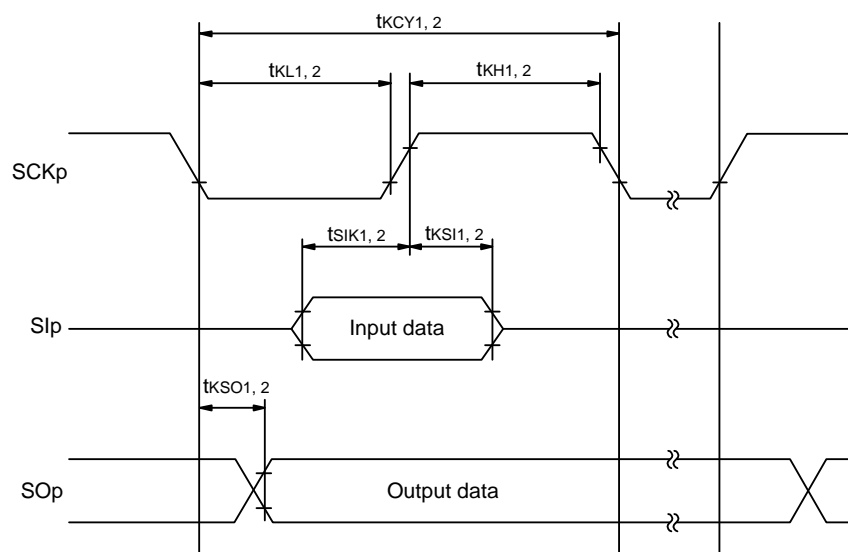 tKCY1, 2
tKL1, 2
tKH1, 2
SCKp
tSIK1, 2
tKSI1, 2
SIp
Input data
tKSO1, 2
SOp
Output data